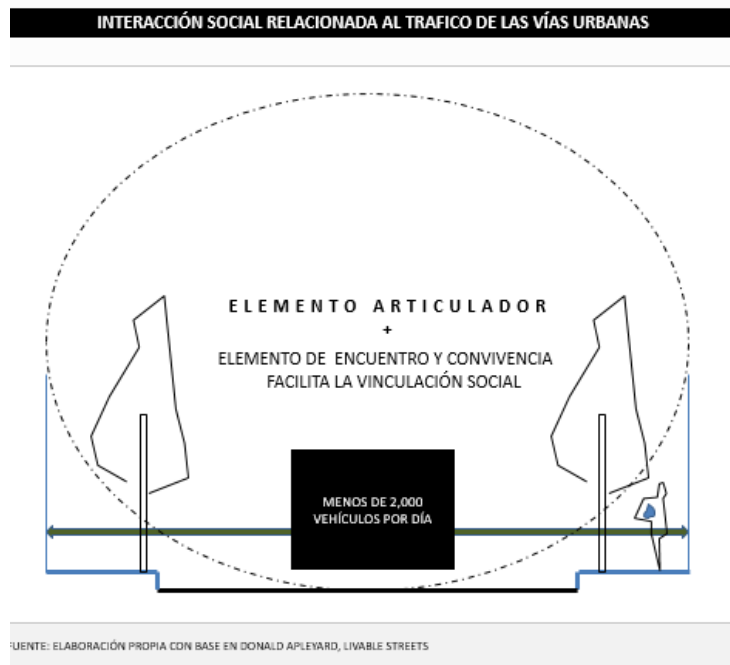 INTERACCIÓN SOCIAL RELACIONADA AL TRAFICO DE LAS VÍAS URBANAS
ELEMENTO ARTICULADOR
+
ELEMENTO DE ENCUENTRO Y CONVIVENCIA
FACILITA LA VINCULACIÓN SOCIAL
MENOS DE 2,000
VEHÍCULOS POR DÍA
FUENTE: ELABORACIÓN PROPIA CON BASE EN DONALD APLEYARD, LIVABLE STREETS